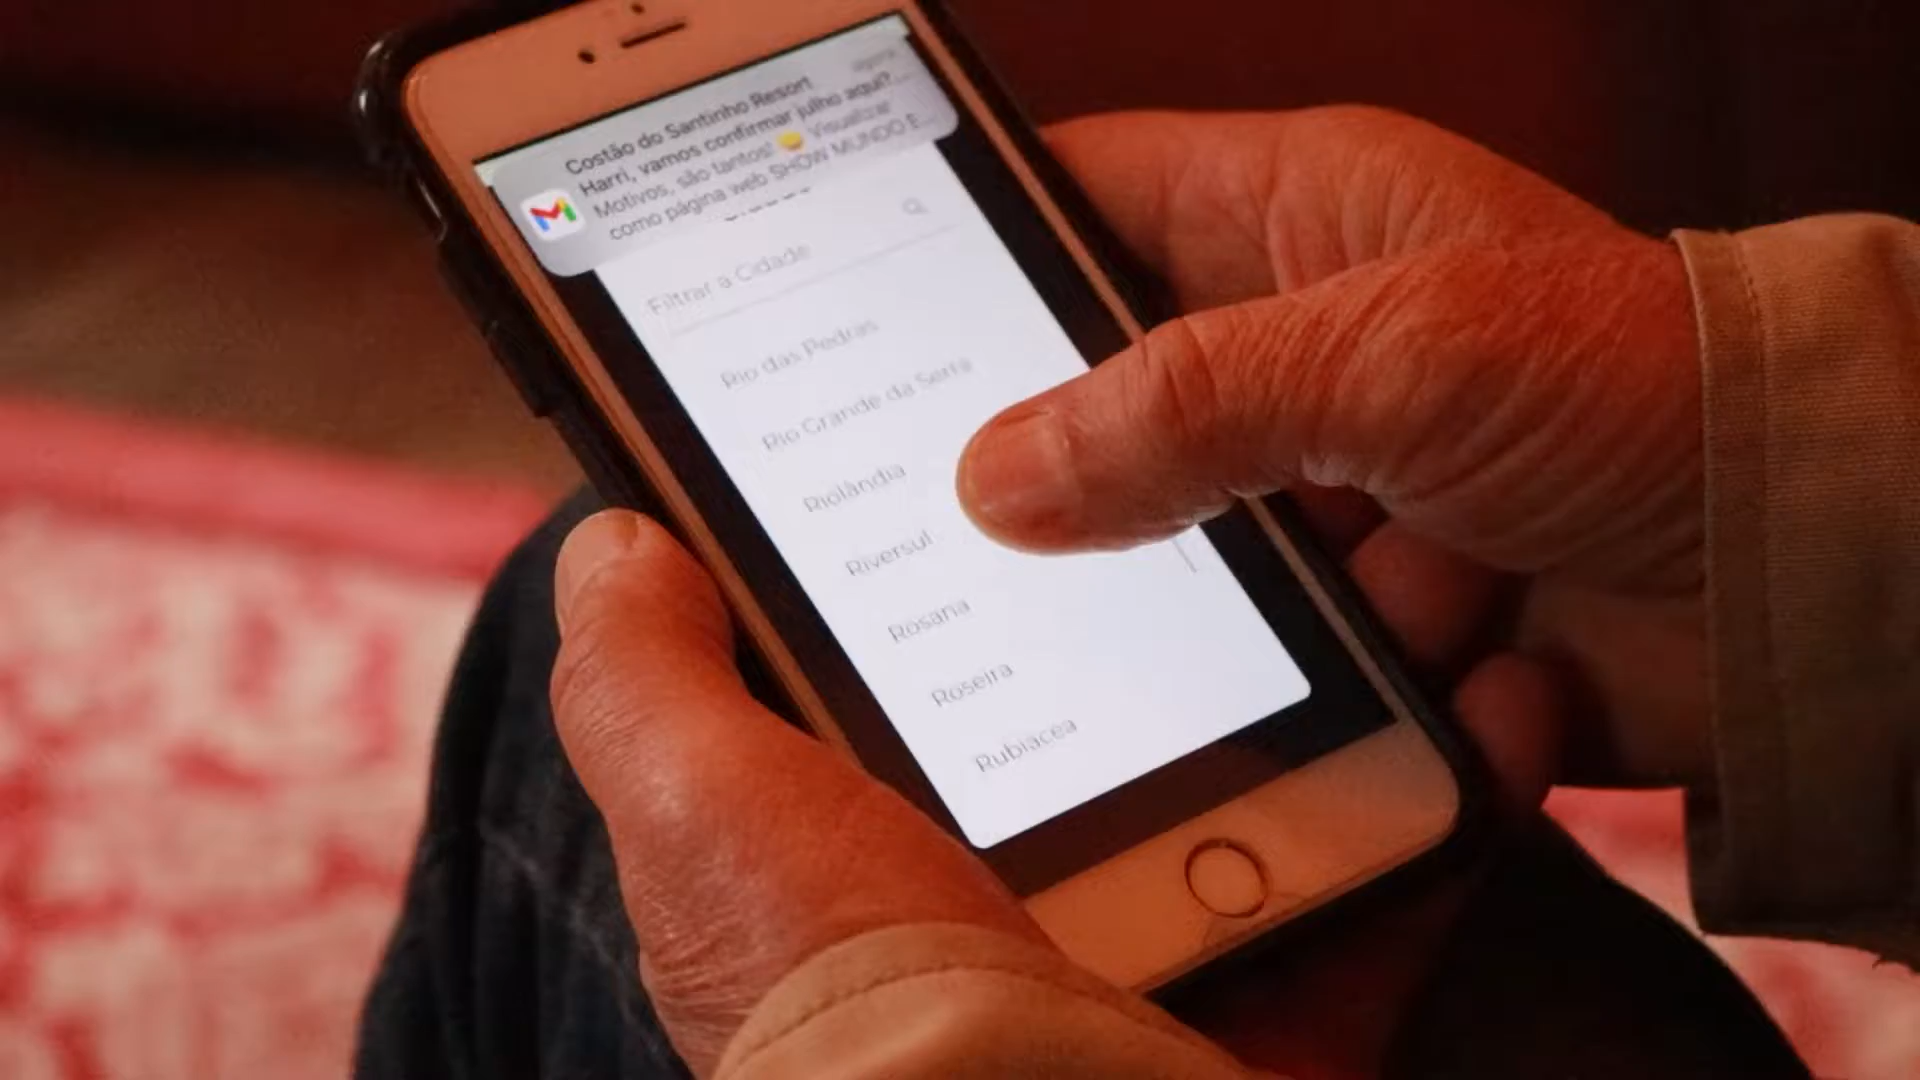 agora
Costão do Santinho Resort
Harri, vamos confirmar julho aqui?...
Motivos, são tantos! 😀 Visualizar
como página web SHOW MUNDO E...
Filtrar a Cidade
Rio das Pedras
Rio Grande da Serra
Riolândia
Riversul
Rosana
Roseira
Rubiácea